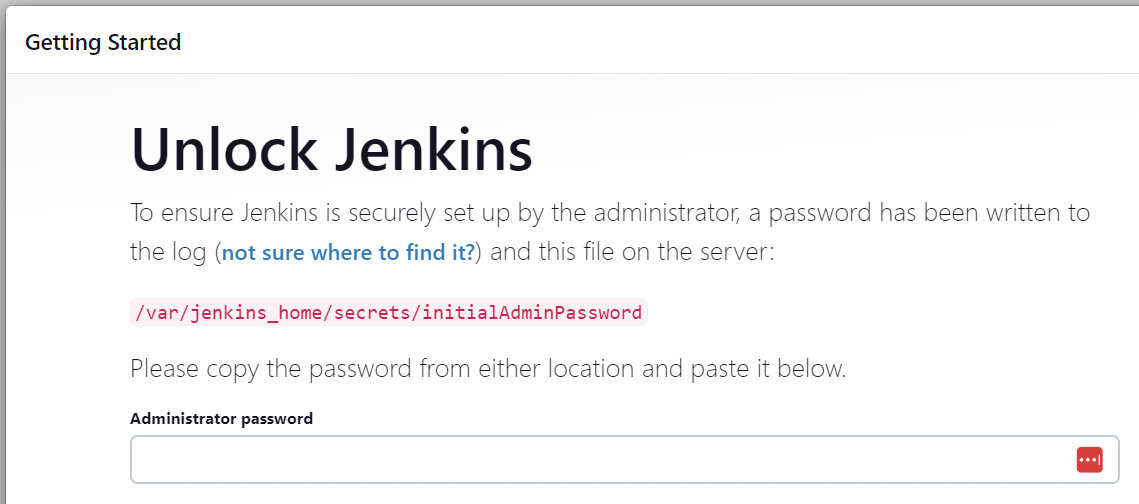 Getting Started
Unlock Jenkins
To ensure Jenkins is securely set up by the administrator, a password has been written to
the log (not sure where to find it?) and this file on the server:
/var/jenkins_home/secrets/initialAdminPassword
Please copy the password from either location and paste it below.
Administrator password